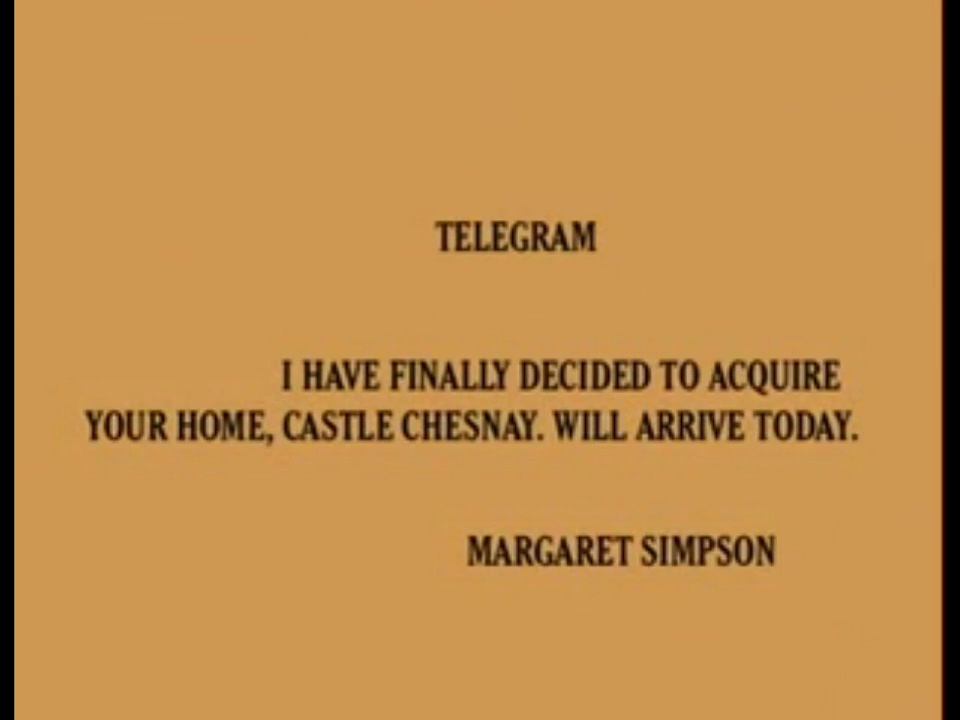 TELEGRAM
I HAVE FINALLY DECIDED TO ACQUIRE
YOUR HOME, CASTLE CHESNAY. WILL ARRIVE TODAY.
MARGARET SIMPSON